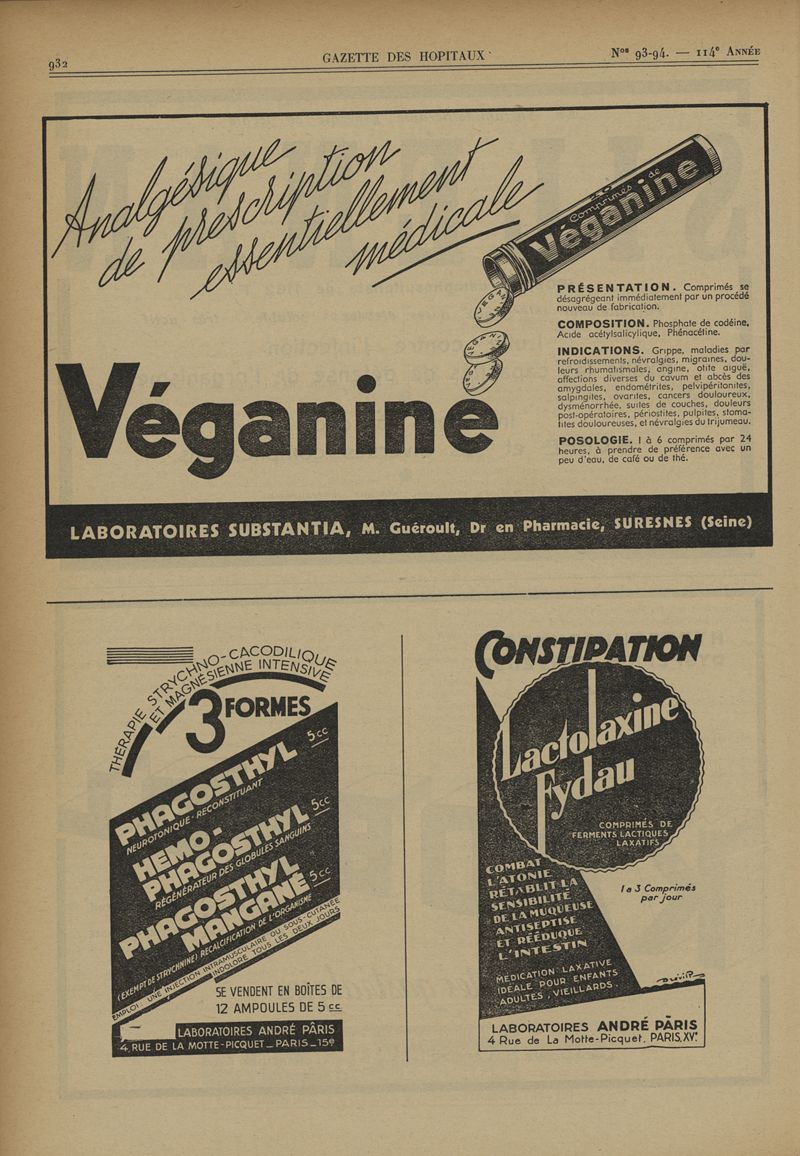 932
GAZETTE DES HOPITAUX
Nos 93-94. — 114e ANNÉE
Analgésique
de prescription
essentiellement
médicale
Comprimés de
Véganine
VEGANINE
VEGANINE
PRÉSENTATION. Comprimés se
désagrégeant immédiatement par un procédé
nouveau de fabrication.
COMPOSITION. Phosphate de codéine,
Acide acétylsalicylique, Phénacétine.
INDICATIONS. Grippe, maladies par
refroidissements, névralgies, migraines, dou-
leurs rhumatismales, angine, otite aiguë,
affections diverses du cavum et abcès des
amygdales, endométrites, pelvipéritonites,
salpingites, ovarites, cancers douloureux,
dysménorrhée, suites de couches, douleurs
post-opératoires, périostites, pulpites, stoma-
tites douloureuses, et névralgies du trijumeau.
POSOLOGIE. 1 à 6 comprimés par 24
heures, à prendre de préférence avec un
peu d'eau, de café ou de thé.
Véganine
LABORATOIRES SUBSTANTIA, M. Guéroult, Dr en Pharmacie, SURESNES (Seine)
THÉRAPIE STRYCHNO-CACODILIQUE
ET MAGNÉSIENNE INTENSIVE
3 FORMES
PHAGOSTHYL 5cc
NEUROTONIQUE-RECONSTITUANT
HEMO-
PHAGOSTHYL 5cc
RÉGÉNÉRATEUR DES GLOBULES SANGUINS
PHAGOSTHYL
MANGANÉ 5cc
(EXEMPT DE STRYCHNINE) RECALCIFICATION DE L'ORGANISME
EMPLOI: UNE INJECTION INTRAMUSCULAIRE OU SOUS-CUTANÉE
INDOLORE TOUS LES DEUX JOURS
SE VENDENT EN BOÎTES DE
12 AMPOULES DE 5 cc
LABORATOIRES ANDRÉ PÂRIS
4, RUE DE LA MOTTE-PICQUET _ PARIS _ 15e
CONSTIPATION
Lactolaxine
Fydau
COMPRIMÉS DE
FERMENTS LACTIQUES
LAXATIFS
COMBAT
L'ATONIE
RÉTABLIT LA
SENSIBILITÉ
DE LA MUQUEUSE
ANTISEPTISE
ET RÉÉDUQUE
L'INTESTIN
1 a 3 Comprimés
par jour
MÉDICATION LAXATIVE
IDÉALE POUR ENFANTS
ADULTES, VIEILLARDS.
LABORATOIRES ANDRÉ PÂRIS
4 Rue de La Motte-Picquet. PARIS.XVe